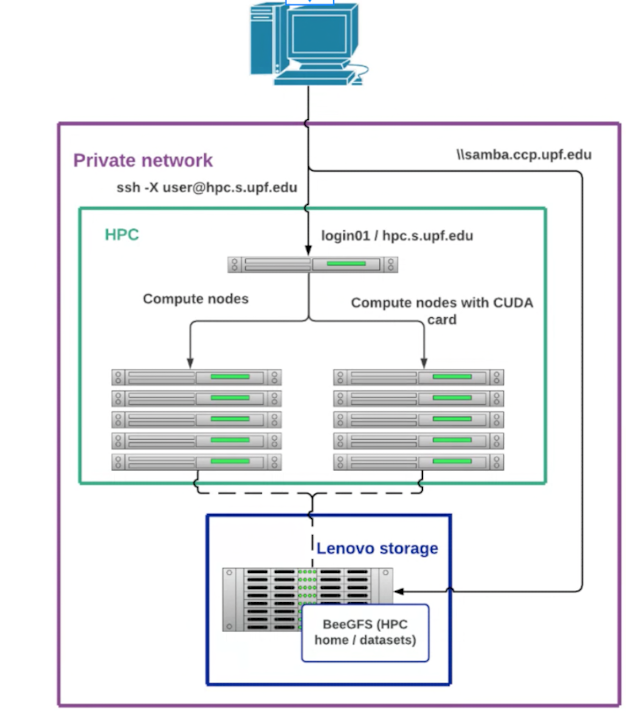 \\samba.ccp.upf.edu
Private network
ssh -X user@hpc.s.upf.edu
HPC
login01 / hpc.s.upf.edu
Compute nodes
Compute nodes with CUDA
card
Lenovo storage
BeeGFS (HPC
home / datasets)